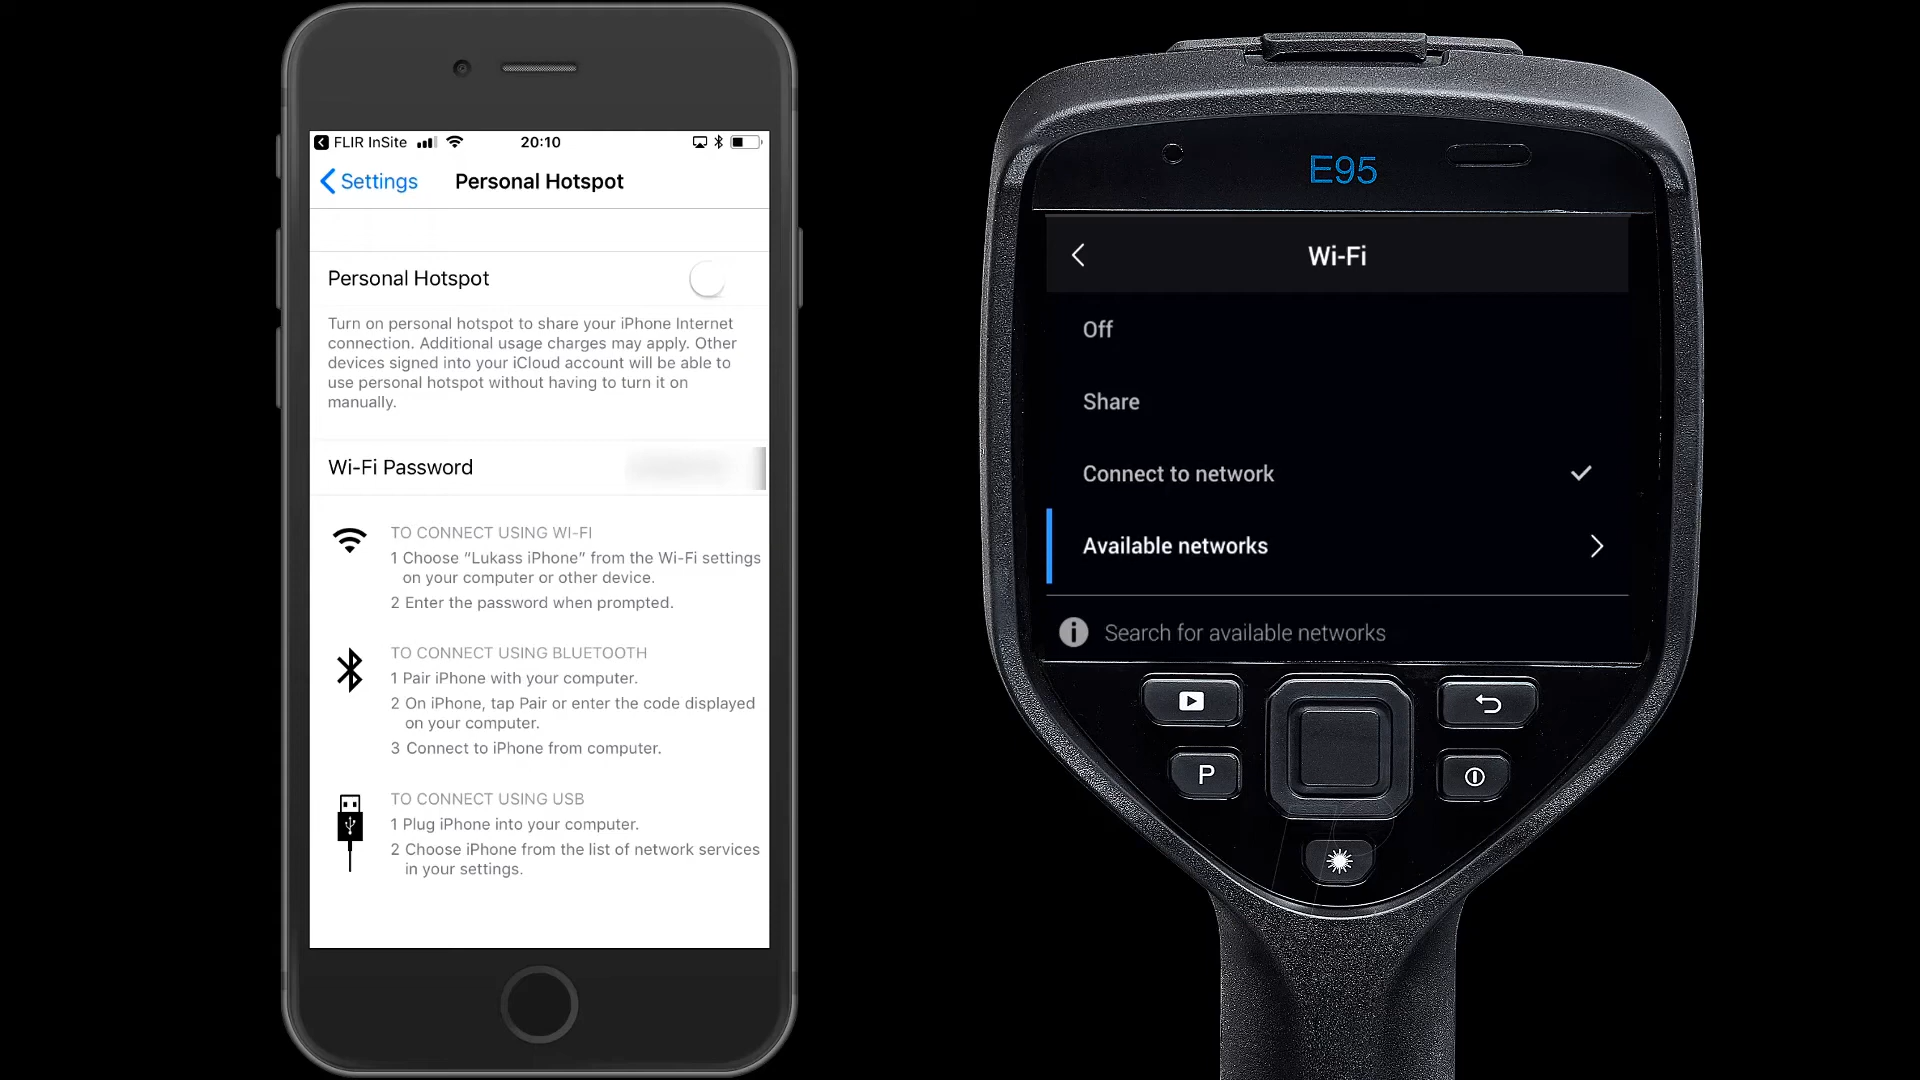 FLIR InSite
20:10
Settings
Personal Hotspot
Personal Hotspot
Turn on personal hotspot to share your iPhone Internet
connection. Additional usage charges may apply. Other
devices signed into your iCloud account will be able to
use personal hotspot without having to turn it on
manually.
Wi-Fi Password
TO CONNECT USING WI-FI
1 Choose “Lukass iPhone” from the Wi-Fi settings
on your computer or other device.
2 Enter the password when prompted.
TO CONNECT USING BLUETOOTH
1 Pair iPhone with your computer.
2 On iPhone, tap Pair or enter the code displayed
on your computer.
3 Connect to iPhone from computer.
TO CONNECT USING USB
1 Plug iPhone into your computer.
2 Choose iPhone from the list of network services
in your settings.
E95
Wi-Fi
Off
Share
Connect to network
Available networks
Search for available networks
P